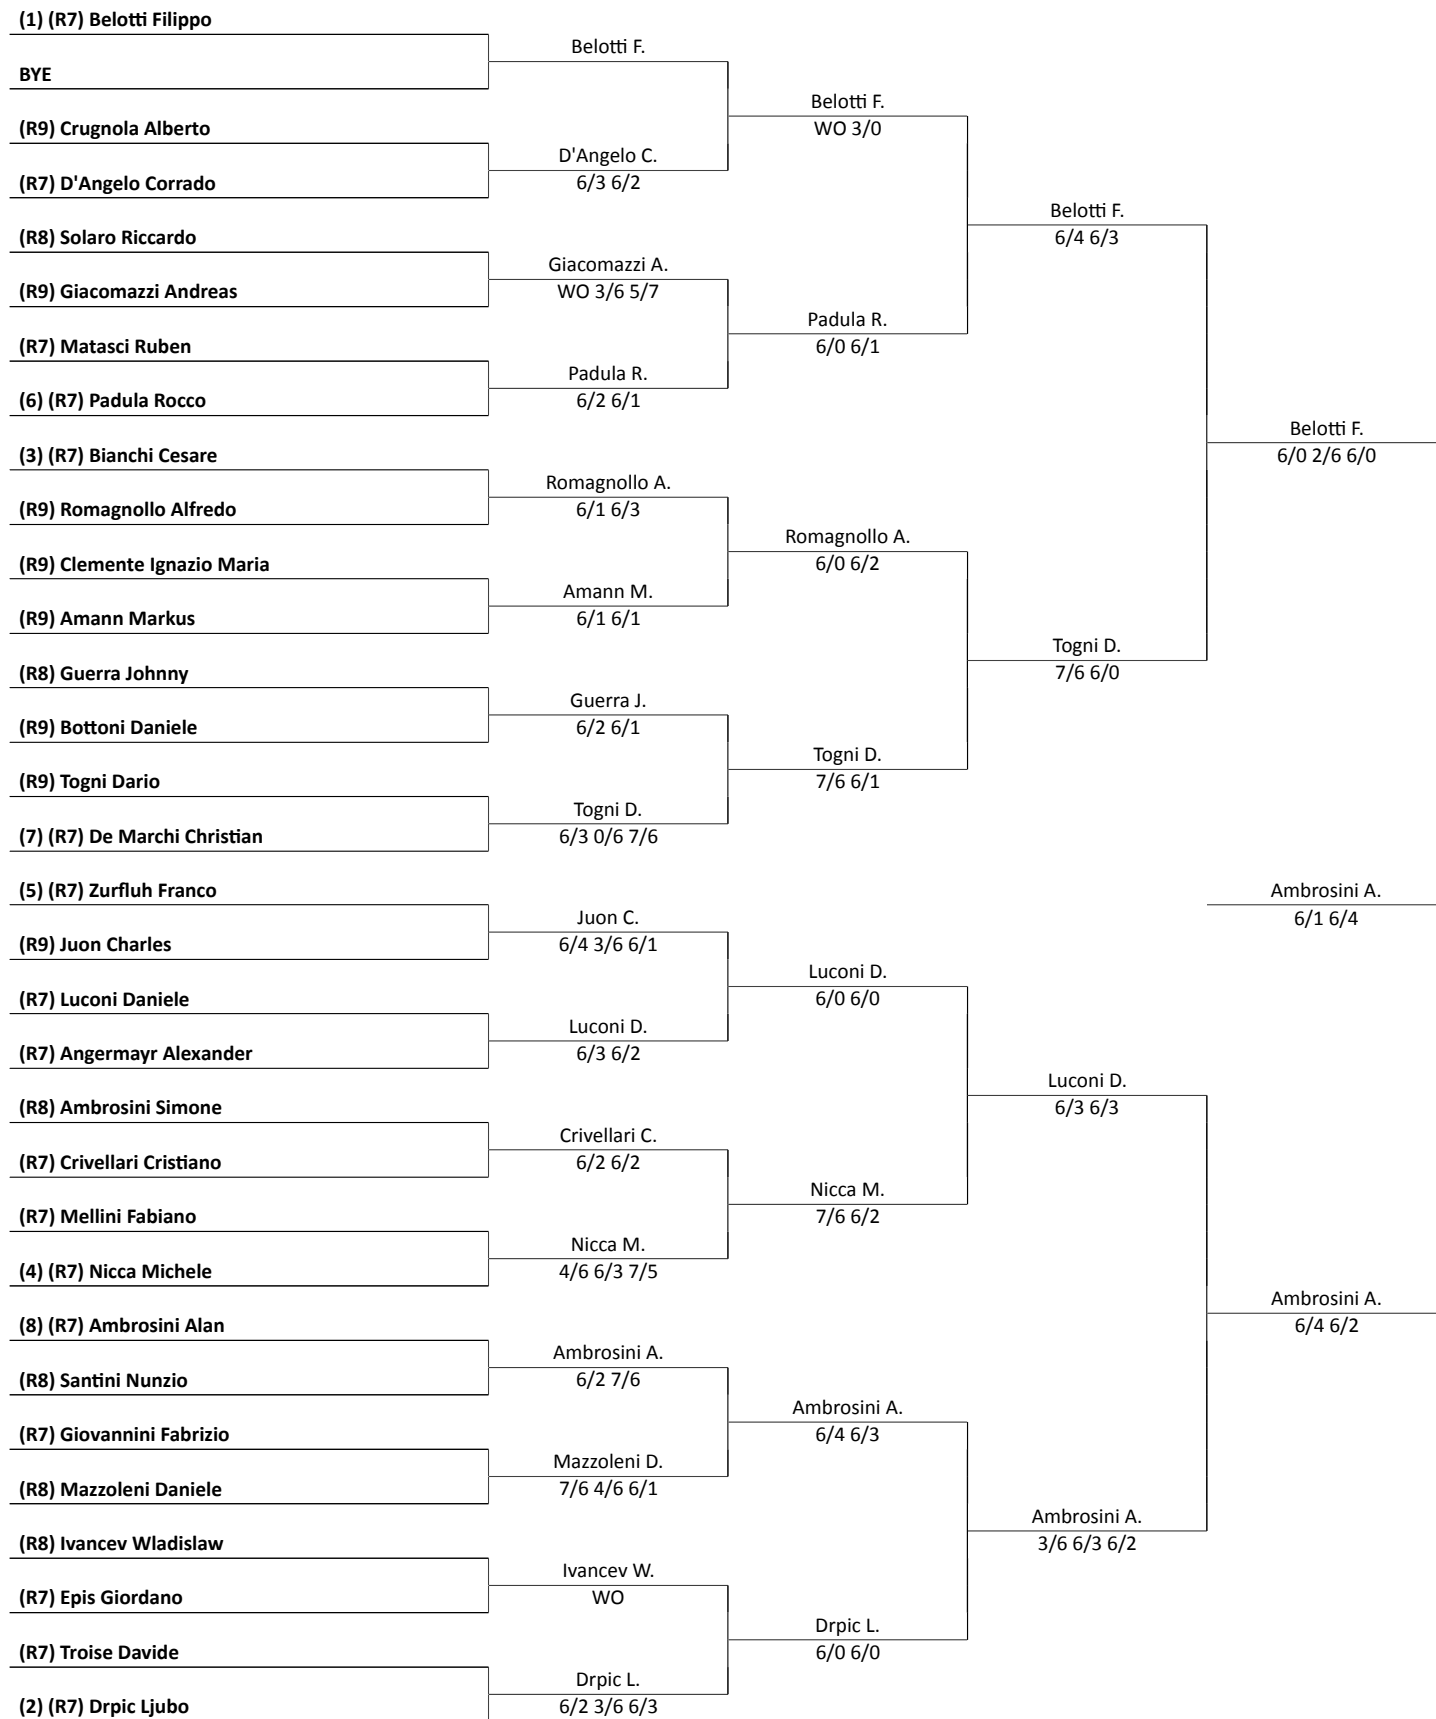 (1) (R7) Belotti Filippo
Belotti F.
BYE
Belotti F.
WO 3/0
(R9) Crugnola Alberto
D'Angelo C.
6/3 6/2
(R7) D'Angelo Corrado
Belotti F.
6/4 6/3
(R8) Solaro Riccardo
Giacomazzi A.
WO 3/6 5/7
(R9) Giacomazzi Andreas
Padula R.
6/0 6/1
(R7) Matasci Ruben
Padula R.
6/2 6/1
(6) (R7) Padula Rocco
Belotti F.
6/0 2/6 6/0
(3) (R7) Bianchi Cesare
Romagnollo A.
6/1 6/3
(R9) Romagnollo Alfredo
Romagnollo A.
6/0 6/2
(R9) Clemente Ignazio Maria
Amann M.
6/1 6/1
(R9) Amann Markus
Togni D.
7/6 6/0
(R8) Guerra Johnny
Guerra J.
6/2 6/1
(R9) Bottoni Daniele
Togni D.
7/6 6/1
(R9) Togni Dario
Togni D.
6/3 0/6 7/6
(7) (R7) De Marchi Christian
(5) (R7) Zurfluh Franco
Ambrosini A.
6/1 6/4
Juon C.
6/4 3/6 6/1
(R9) Juon Charles
Luconi D.
6/0 6/0
(R7) Luconi Daniele
Luconi D.
6/3 6/2
(R7) Angermayr Alexander
Luconi D.
6/3 6/3
(R8) Ambrosini Simone
Crivellari C.
6/2 6/2
(R7) Crivellari Cristiano
Nicca M.
7/6 6/2
(R7) Mellini Fabiano
Nicca M.
4/6 6/3 7/5
(4) (R7) Nicca Michele
Ambrosini A.
6/4 6/2
(8) (R7) Ambrosini Alan
Ambrosini A.
6/2 7/6
(R8) Santini Nunzio
Ambrosini A.
6/4 6/3
(R7) Giovannini Fabrizio
Mazzoleni D.
7/6 4/6 6/1
(R8) Mazzoleni Daniele
Ambrosini A.
3/6 6/3 6/2
(R8) Ivancev Wladislaw
Ivancev W.
WO
(R7) Epis Giordano
Drpic L.
6/0 6/0
(R7) Troise Davide
Drpic L.
6/2 3/6 6/3
(2) (R7) Drpic Ljubo